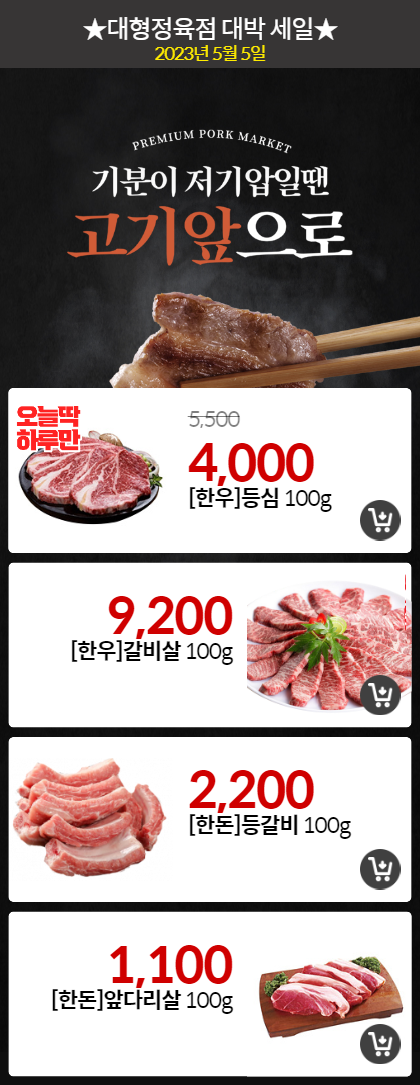 ★대형정육점 대박 세일★
2023년 5월 5일
PREMIUM PORK MARKET
기분이 저기압일땐
고기앞으로
오늘딱
하루만
5,500
4,000
[한우]등심 100g
9,200
[한우]갈비살 100g
2,200
[한돈]등갈비 100g
1,100
[한돈]앞다리살 100g